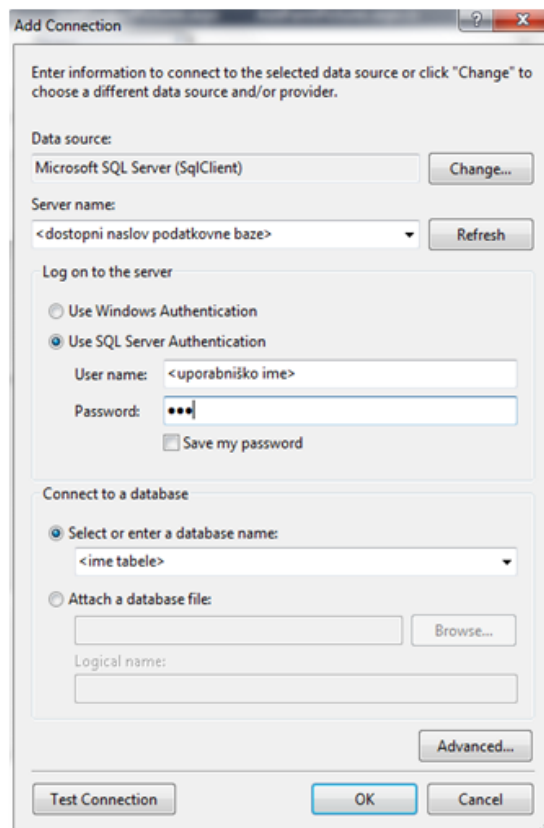 Add Connection
Enter information to connect to the selected data source or click "Change" to
choose a different data source and/or provider.
Data source:
Microsoft SQL Server (SqlClient)
Change...
Server name:
<dostopni naslov podatkovne baze>
Refresh
Log on to the server
Use Windows Authentication
Use SQL Server Authentication
User name:
<uporabniško ime>
Password:
•••
Save my password
Connect to a database
Select or enter a database name:
<ime tabele>
Attach a database file:
Browse...
Logical name:
Advanced...
Test Connection
OK
Cancel